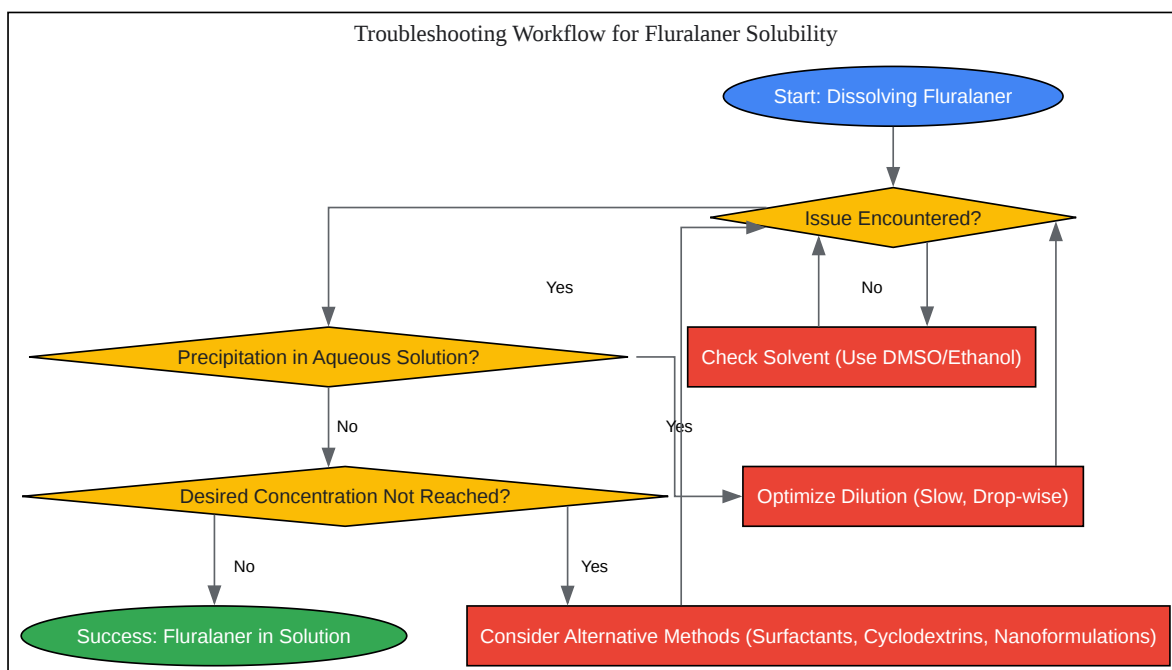 Troubleshooting Workflow for Fluralaner Solubility
Start: Dissolving Fluralaner
Issue Encountered?
Yes
No
Precipitation in Aqueous Solution?
Check Solvent (Use DMSO/Ethanol)
No
Yes
Desired Concentration Not Reached?
Optimize Dilution (Slow, Drop-wise)
No
Yes
Success: Fluralaner in Solution
Consider Alternative Methods (Surfactants, Cyclodextrins, Nanoformulations)